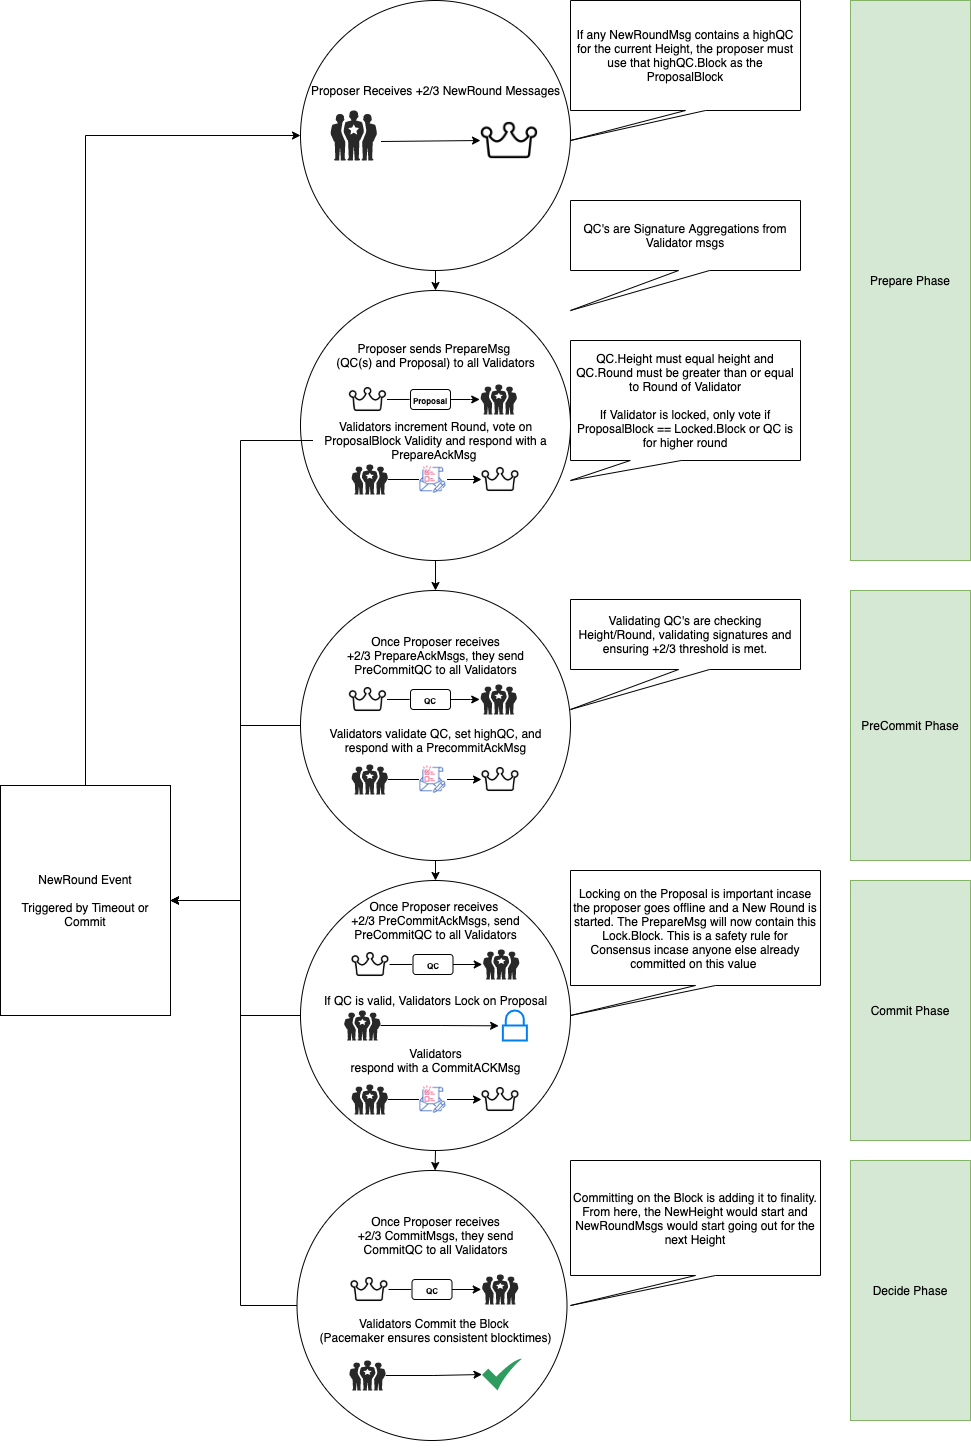 If any NewRoundMsg contains a highQC
for the current Height, the proposer must
use that highQC.Block as the
ProposalBlock
Proposer Receives +2/3 NewRound Messages
QC's are Signature Aggregations from
Validator msgs
Prepare Phase
Proposer sends PrepareMsg
(QC(s) and Proposal) to all Validators
Proposal
Validators increment Round, vote on
ProposalBlock Validity and respond with a
PrepareAckMsg
QC.Height must equal height and
QC.Round must be greater than or equal
to Round of Validator
If Validator is locked, only vote if
ProposalBlock == Locked.Block or QC is
for higher round
Once Proposer receives
+2/3 PrepareAckMsgs, they send
PreCommitQC to all Validators
QC
Validators validate QC, set highQC, and
respond with a PrecommitAckMsg
Validating QC's are checking
Height/Round, validating signatures and
ensuring +2/3 threshold is met.
PreCommit Phase
NewRound Event
Triggered by Timeout or
Commit
Once Proposer receives
+2/3 PreCommitAckMsgs, send
PreCommitQC to all Validators
QC
If QC is valid, Validators Lock on Proposal
Validators
respond with a CommitACKMsg
Locking on the Proposal is important incase
the proposer goes offline and a New Round is
started. The PrepareMsg will now contain this
Lock.Block. This is a safety rule for
Consensus incase anyone else already
committed on this value
Commit Phase
Once Proposer receives
+2/3 CommitMsgs, they send
CommitQC to all Validators
QC
Validators Commit the Block
(Pacemaker ensures consistent blocktimes)
Committing on the Block is adding it to finality.
From here, the NewHeight would start and
NewRoundMsgs would start going out for the
next Height
Decide Phase